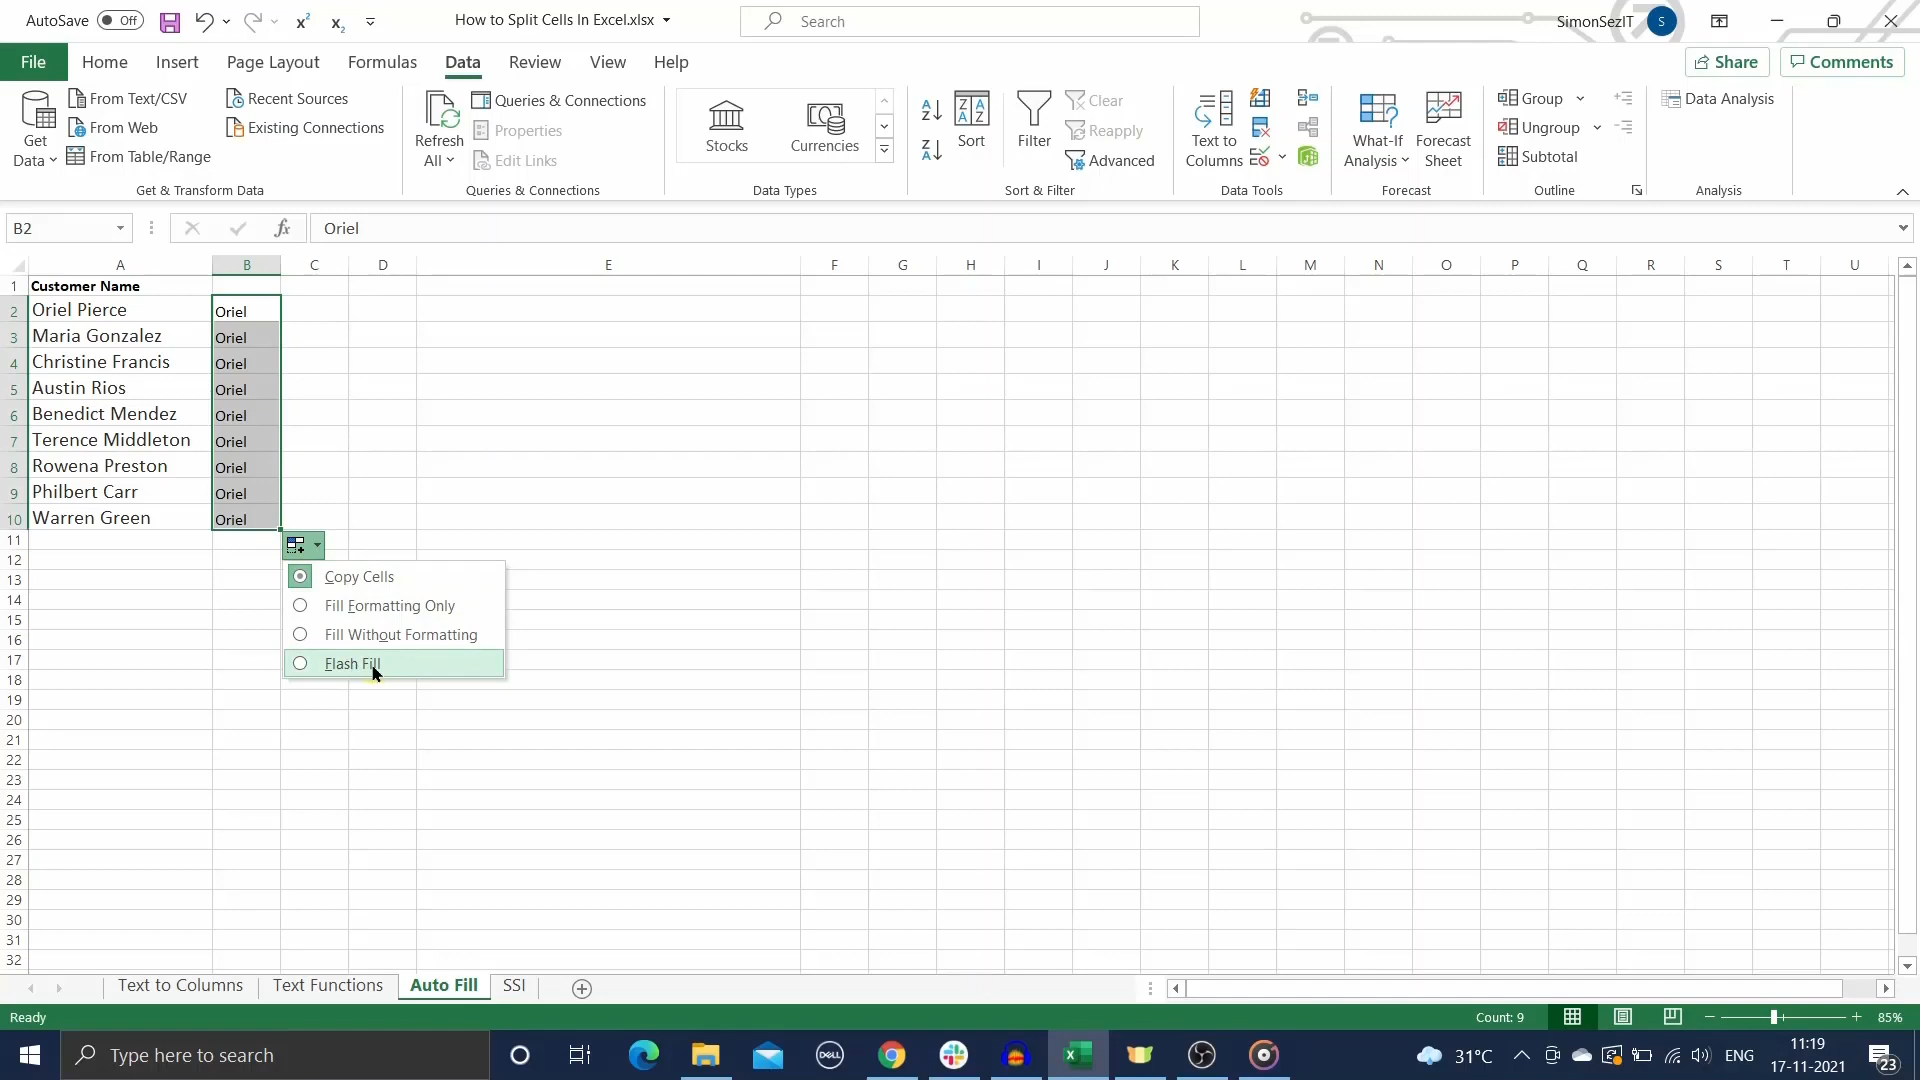 AutoSave Off x² x₂ How to Split Cells In Excel.xlsx Search SimonSezIT S
File Home Insert Page Layout Formulas Data Review View Help Share Comments
Get Data
From Text/CSV
From Web
From Table/Range
Recent Sources
Existing Connections
Get & Transform Data
Refresh All
Queries & Connections
Properties
Edit Links
Queries & Connections
Stocks
Currencies
Data Types
Sort
Filter
Clear
Reapply
Advanced
Sort & Filter
Text to Columns
Data Tools
What-If Analysis
Forecast Sheet
Forecast
Group
Ungroup
Subtotal
Outline
Data Analysis
Analysis
B2 fx Oriel
A B C D E F G H I J K L M N O P Q R S T U
1 Customer Name
2 Oriel Pierce Oriel
3 Maria Gonzalez Oriel
4 Christine Francis Oriel
5 Austin Rios Oriel
6 Benedict Mendez Oriel
7 Terence Middleton Oriel
8 Rowena Preston Oriel
9 Philbert Carr Oriel
10 Warren Green Oriel
11
12
13
14
15
16
17
18
19
20
21
22
23
24
25
26
27
28
29
30
31
32
Copy Cells
Fill Formatting Only
Fill Without Formatting
Flash Fill
Text to Columns Text Functions Auto Fill SSI
Ready Count: 9 85%
Type here to search DELL 31°C ENG 11:19
17-11-2021
23